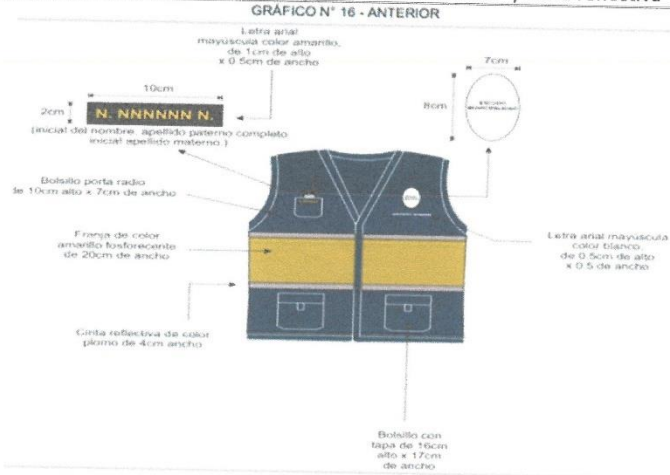 GRÁFICO N° 16 - ANTERIOR
Letra arial
mayúscula color amarillo,
de 1cm de alto
x 0.5cm de ancho
10cm
2cm
N. NNNNNN N.
(inicial del nombre, apellido paterno completo
inicial apellido materno.)
7cm
8cm
Bolsillo porta radio
de 10cm alto x 7cm de ancho
Franja de color
amarillo fosforecente
de 20cm de ancho
Cinta reflectiva de color
plomo de 4cm ancho
Letra arial mayúscula
color blanco,
de 0.5cm de alto
x 0.5 de ancho
Bolsillo con
tapa de 16cm
alto x 17cm
de ancho